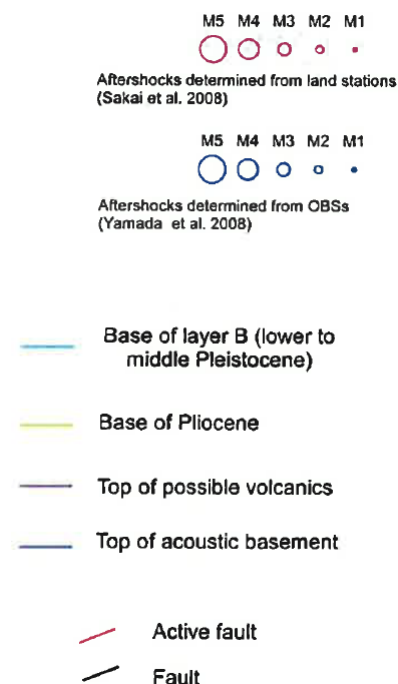 M5 M4 M3 M2 M1
Aftershocks determined from land stations
(Sakai et al. 2008)
M5 M4 M3 M2 M1
Aftershocks determined from OBSs
(Yamada et al. 2008)
Base of layer B (lower to
middle Pleistocene)
Base of Pliocene
Top of possible volcanics
Top of acoustic basement
Active fault
Fault